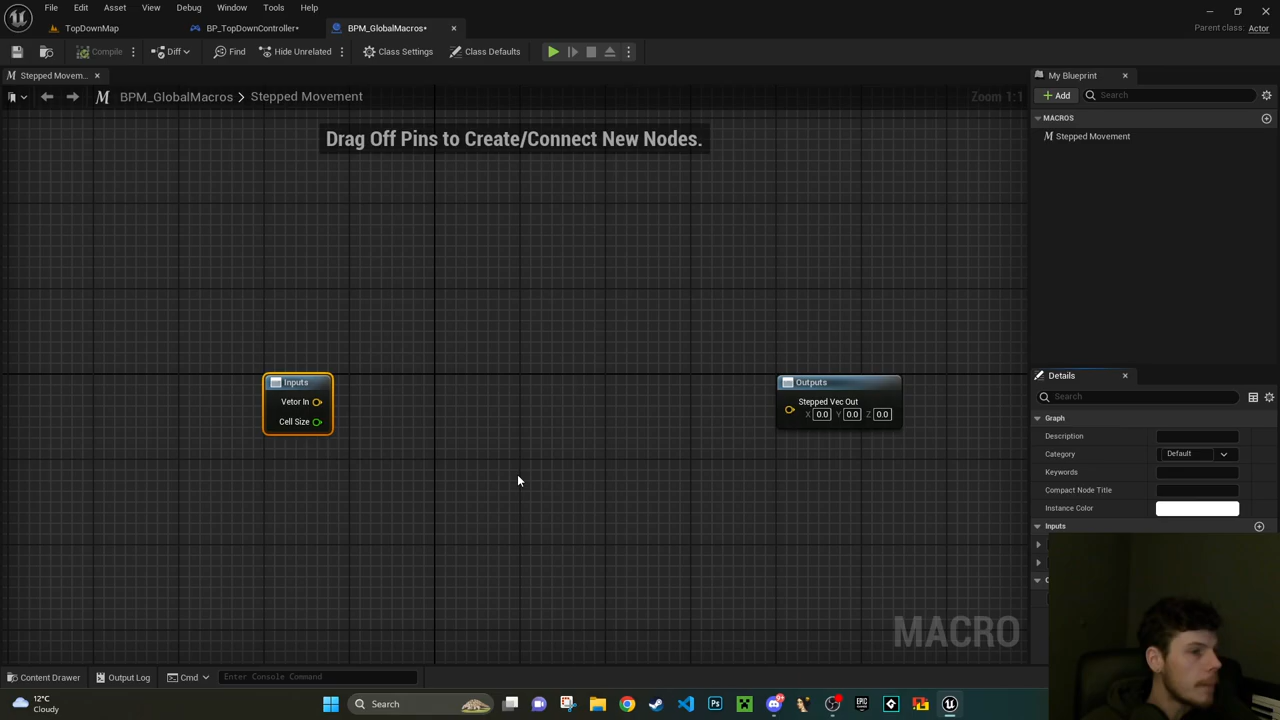 File Edit Asset View Debug Window Tools Help
TopDownMap BP_TopDownController* BPM_GlobalMacros* Parent class: Actor
Compile Diff Find Hide Unrelated Class Settings Class Defaults
Stepped Movem... My Blueprint
BPM_GlobalMacros > Stepped Movement Zoom 1:1 Add Search
MACROS
Drag Off Pins to Create/Connect New Nodes. Stepped Movement
Details
Inputs Outputs
Search
Vetor In Stepped Vec Out
X 0.0 Y 0.0 Z 0.0
Cell Size
Graph
Description
Category Default
Keywords
Compact Node Title
Instance Color
Inputs
MACRO
Content Drawer Output Log Cmd Enter Console Command
12°C
Cloudy
Search